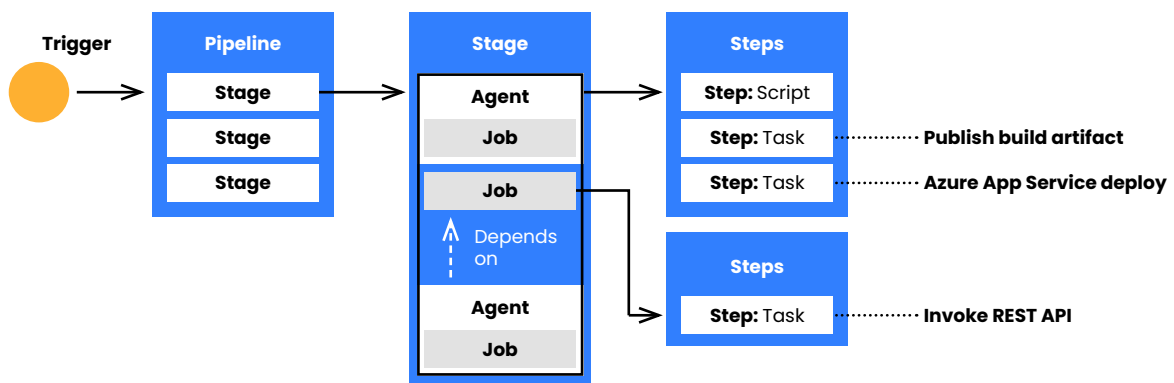 Trigger
Pipeline
Stage
Stage
Stage
Stage
Agent
Job
Job
Depends
on
Agent
Job
Steps
Step: Script
Step: Task
Publish build artifact
Step: Task
Azure App Service deploy
Steps
Step: Task
Invoke REST API